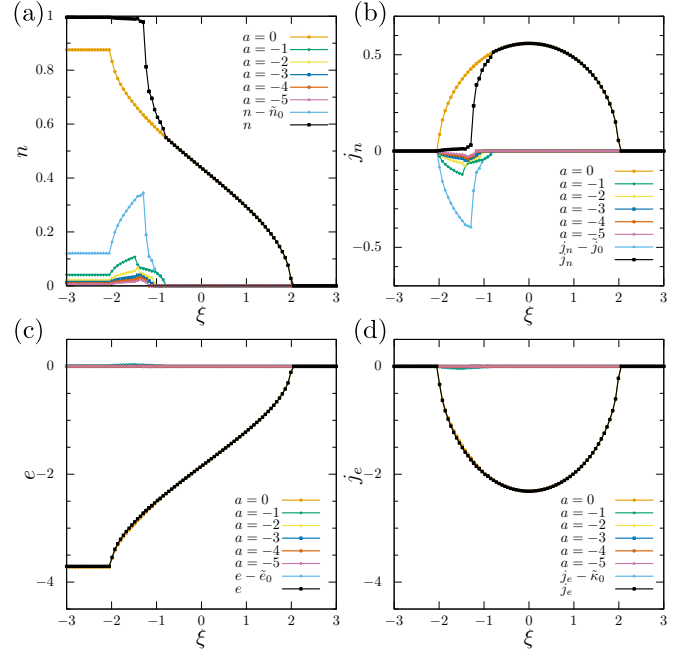 (a)
n
1
0.8
0.6
0.4
0.2
0
−3 −2 −1 0 1 2 3
ξ
a = 0
a = −1
a = −2
a = −3
a = −4
a = −5
n − ñ₀
n
(b)
jₙ
0.5
0
−0.5
−3 −2 −1 0 1 2 3
ξ
a = 0
a = −1
a = −2
a = −3
a = −4
a = −5
jₙ − j̃₀
jₙ
(c)
e
0
−2
−4
−3 −2 −1 0 1 2 3
ξ
a = 0
a = −1
a = −2
a = −3
a = −4
a = −5
e − ẽ₀
e
(d)
jₑ
0
−2
−4
−3 −2 −1 0 1 2 3
ξ
a = 0
a = −1
a = −2
a = −3
a = −4
a = −5
jₑ − κ̃₀
jₑ